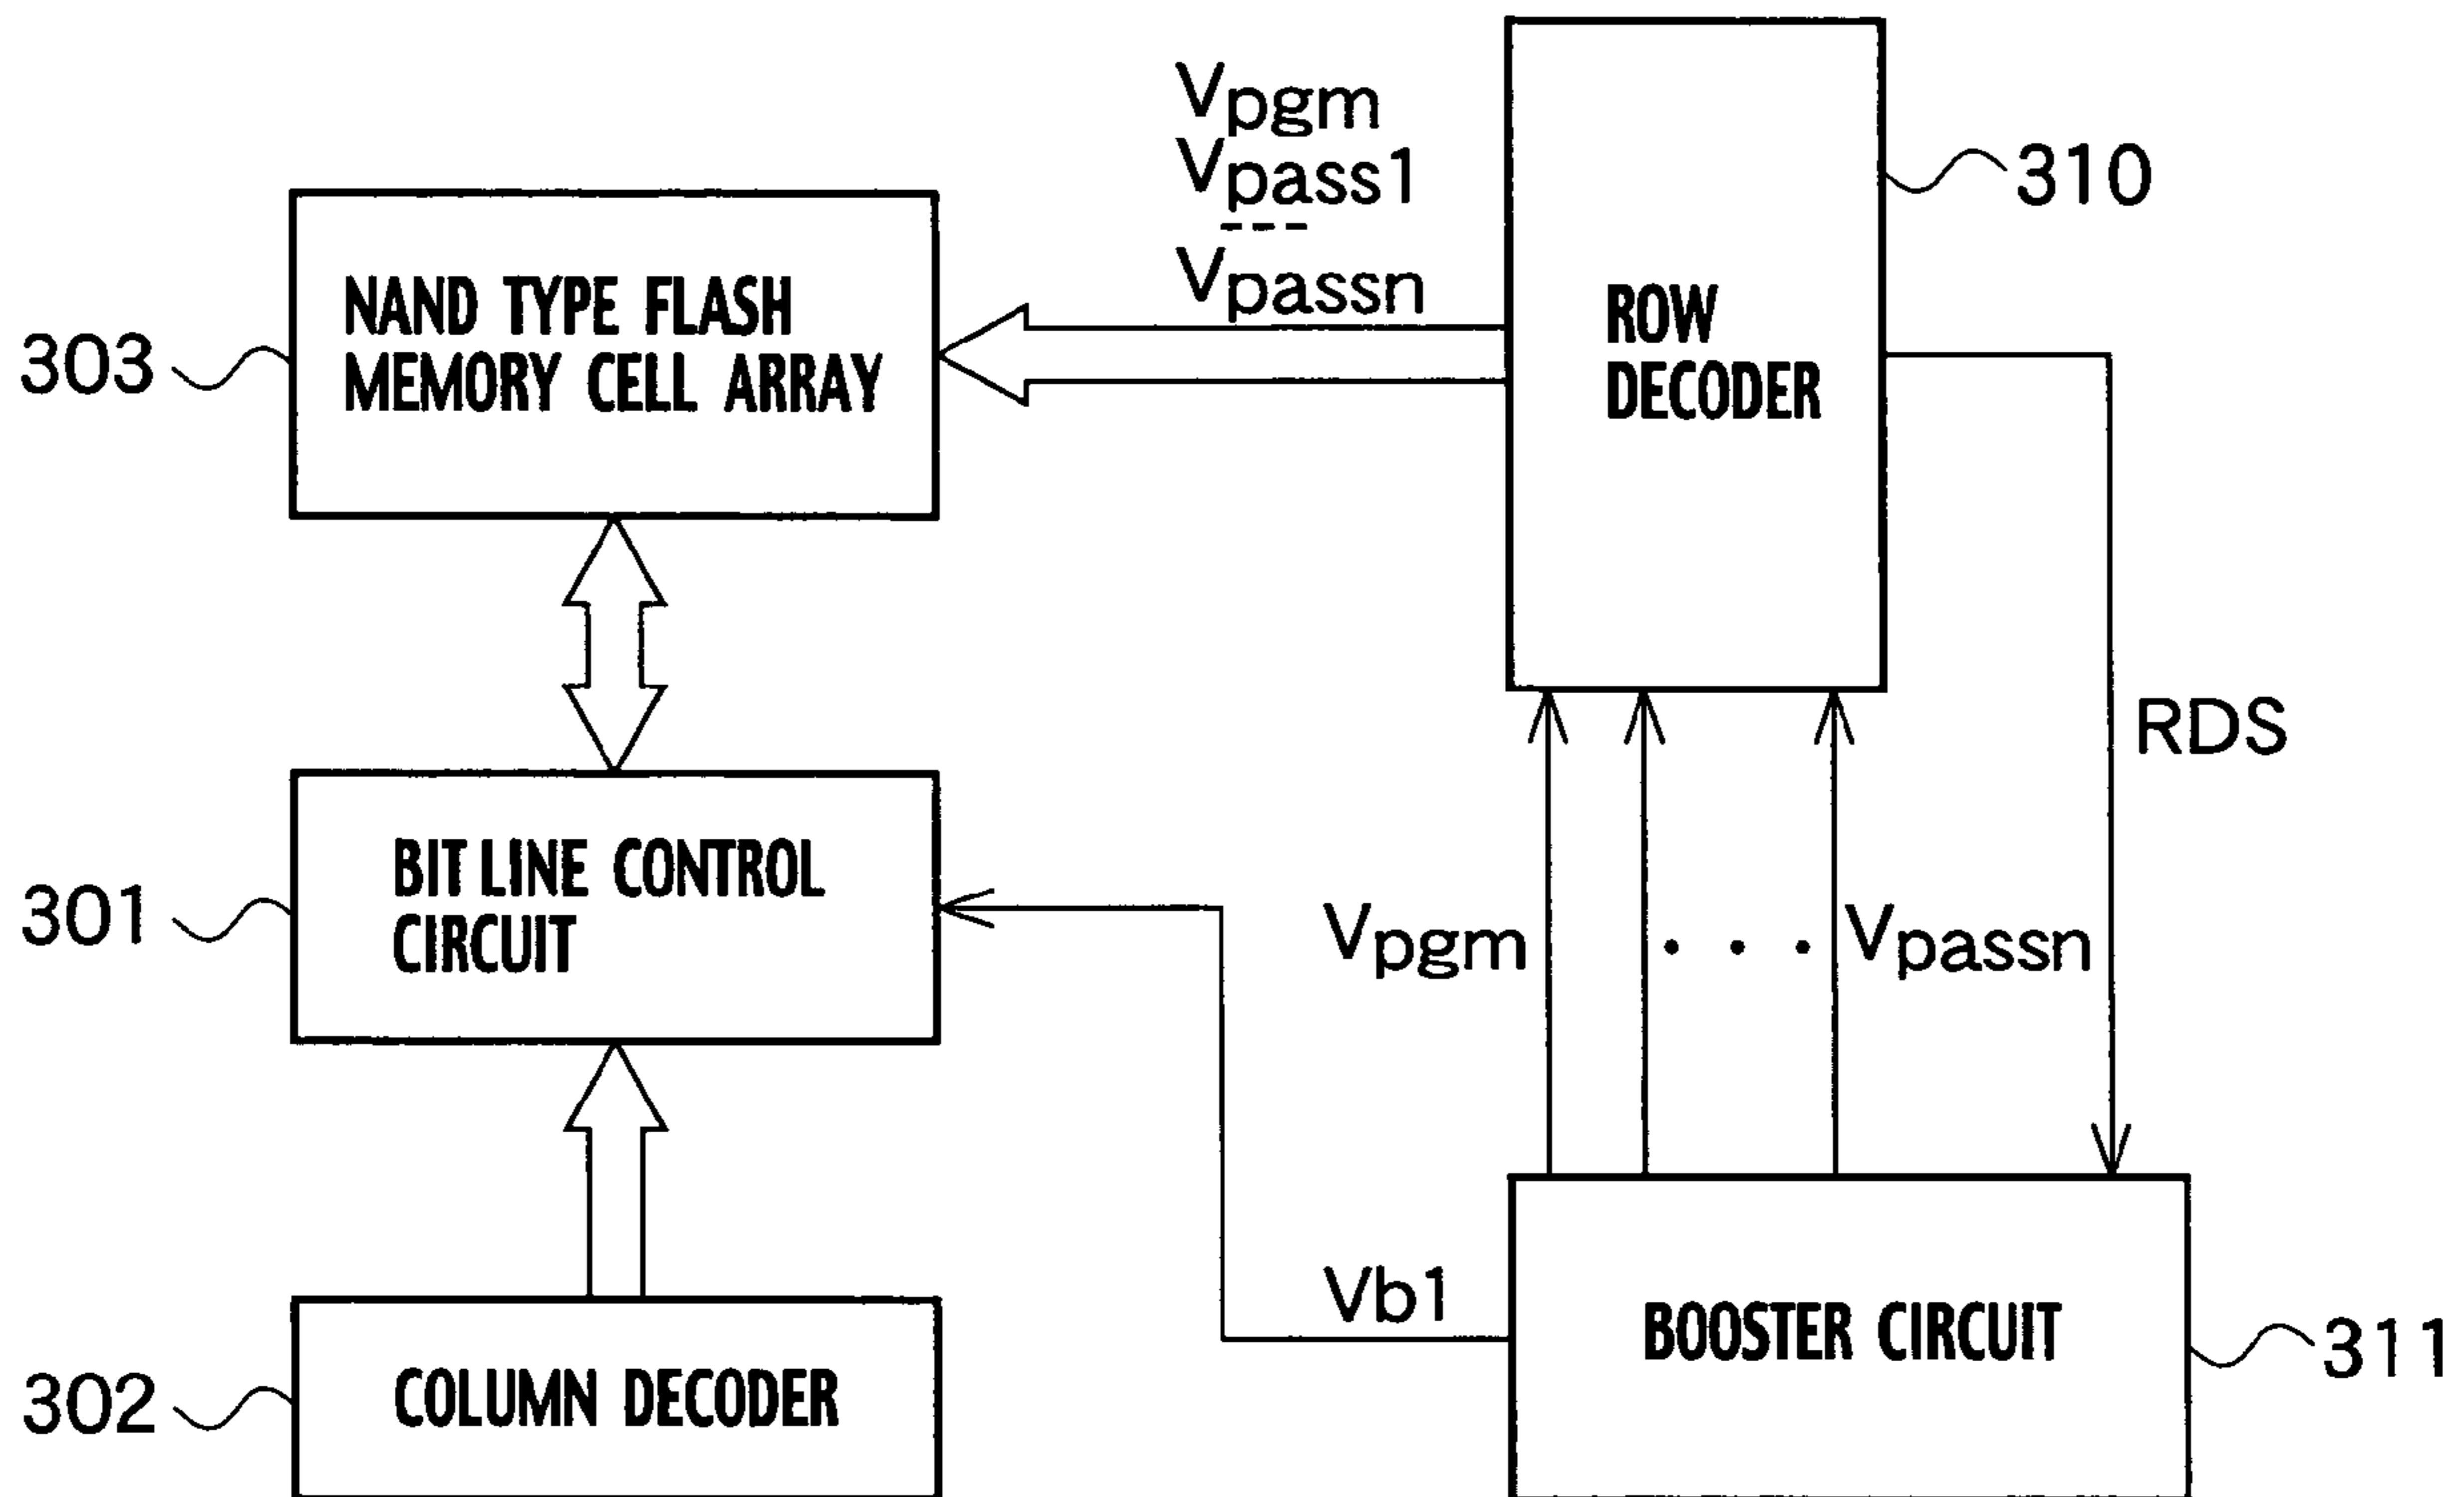 Vpgm
Vpass1
---
Vpassn
310
NAND TYPE FLASH
MEMORY CELL ARRAY
303
ROW
DECODER
RDS
BIT LINE CONTROL
CIRCUIT
301
Vpgm
• • •
Vpassn
Vb1
BOOSTER CIRCUIT
311
COLUMN DECODER
302